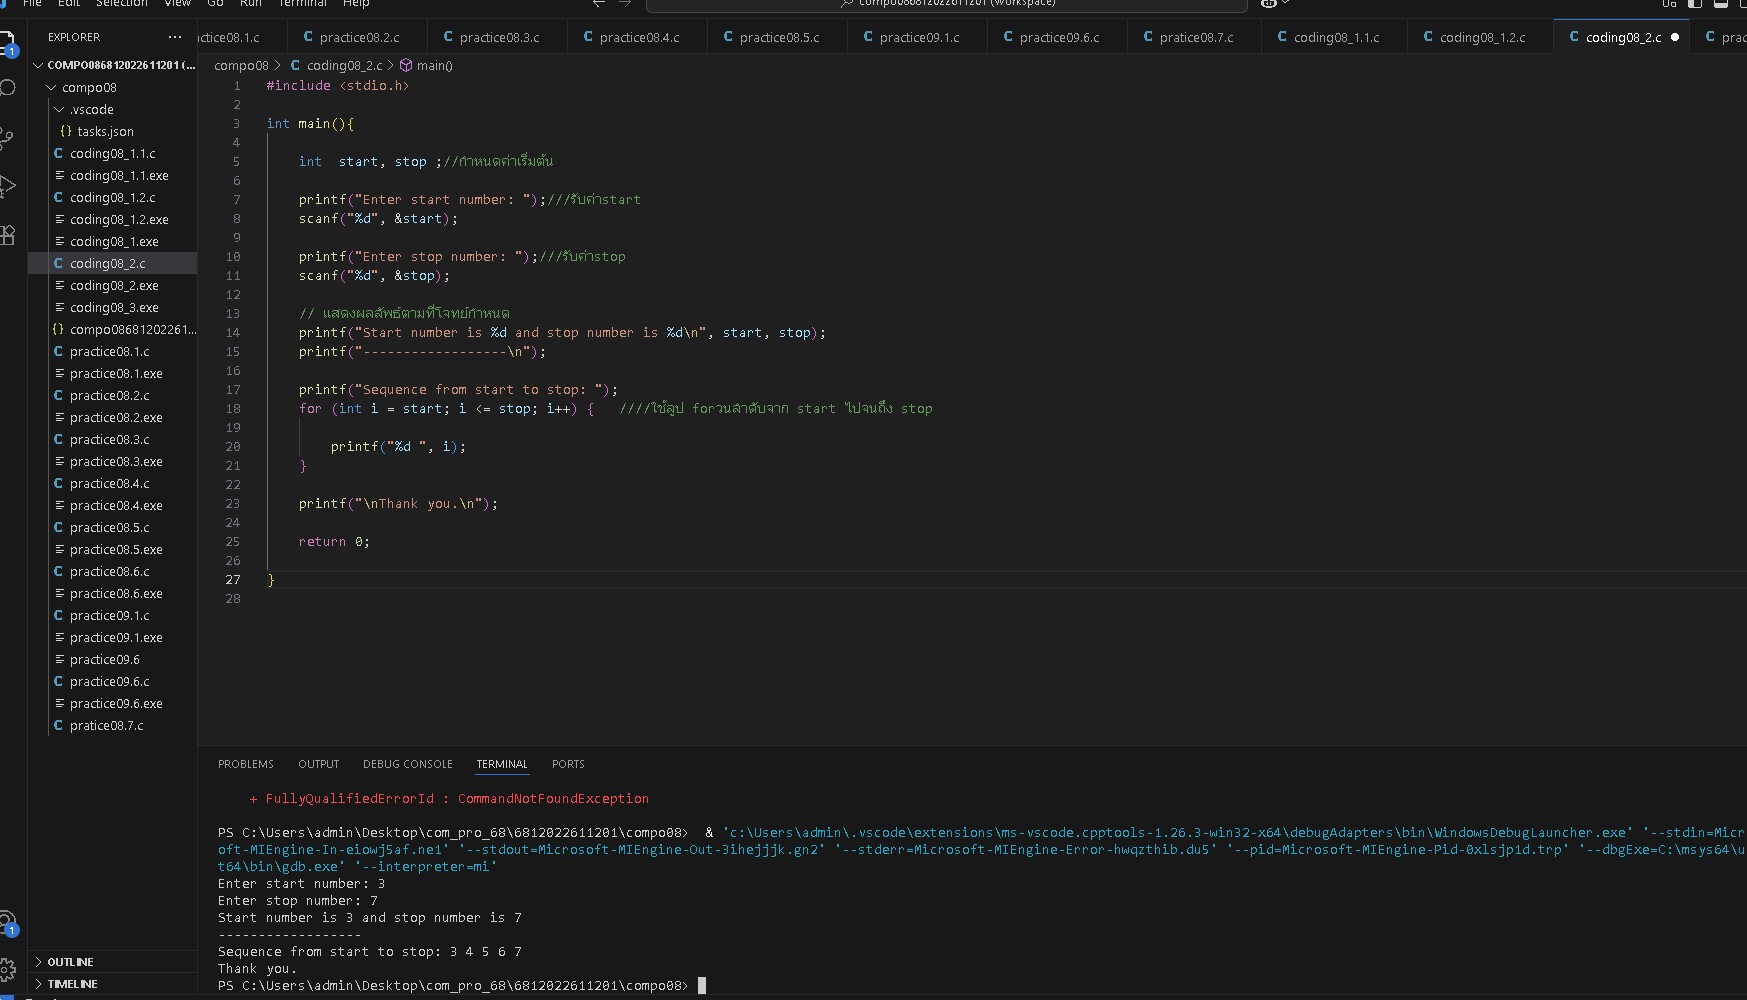 File Edit Selection View Go Run Terminal Help
compo086812022611201 (Workspace)
EXPLORER
COMPO086812022611201 (...
compo08
.vscode
{} tasks.json
C coding08_1.1.c
coding08_1.1.exe
C coding08_1.2.c
coding08_1.2.exe
coding08_1.exe
C coding08_2.c
coding08_2.exe
coding08_3.exe
{} compo0868120226​1...
C practice08.1.c
practice08.1.exe
C practice08.2.c
practice08.2.exe
C practice08.3.c
practice08.3.exe
C practice08.4.c
practice08.4.exe
C practice08.5.c
practice08.5.exe
C practice08.6.c
practice08.6.exe
C practice09.1.c
practice09.1.exe
practice09.6
C practice09.6.c
practice09.6.exe
C pratice08.7.c
OUTLINE
TIMELINE
1
1
ctice08.1.c C practice08.2.c C practice08.3.c C practice08.4.c C practice08.5.c C practice09.1.c C practice09.6.c C pratice08.7.c C coding08_1.1.c C coding08_1.2.c C coding08_2.c C prac
compo08 > C coding08_2.c > main()
1 #include <stdio.h>
2
3 int main(){
4
5 int  start, stop ;//กำหนดค่าเริ่มต้น
6
7 printf("Enter start number: ");///รับค่าstart
8 scanf("%d", &start);
9
10 printf("Enter stop number: ");///รับค่าstop
11 scanf("%d", &stop);
12
13 // แสดงผลลัพธ์ตามที่โจทย์กำหนด
14 printf("Start number is %d and stop number is %d\n", start, stop);
15 printf("------------------\n");
16
17 printf("Sequence from start to stop: ");
18 for (int i = start; i <= stop; i++) {   ////ใช้ลูป forวนลำดับจาก start ไปจนถึง stop
19
20 printf("%d ", i);
21 }
22
23 printf("\nThank you.\n");
24
25 return 0;
26
27 }
28
PROBLEMS OUTPUT DEBUG CONSOLE TERMINAL PORTS
+ FullyQualifiedErrorId : CommandNotFoundException
PS C:\Users\admin\Desktop\com_pro_68\6812022611201\compo08>  & 'c:\Users\admin\.vscode\extensions\ms-vscode.cpptools-1.26.3-win32-x64\debugAdapters\bin\WindowsDebugLauncher.exe' '--stdin=Micr
oft-MIEngine-In-eiowj5af.ne1' '--stdout=Microsoft-MIEngine-Out-3ihejjjk.gn2' '--stderr=Microsoft-MIEngine-Error-hwqzthib.du5' '--pid=Microsoft-MIEngine-Pid-0xlsjp1d.trp' '--dbgExe=C:\msys64\u
t64\bin\gdb.exe' '--interpreter=mi'
Enter start number: 3
Enter stop number: 7
Start number is 3 and stop number is 7
------------------
Sequence from start to stop: 3 4 5 6 7
Thank you.
PS C:\Users\admin\Desktop\com_pro_68\6812022611201\compo08>